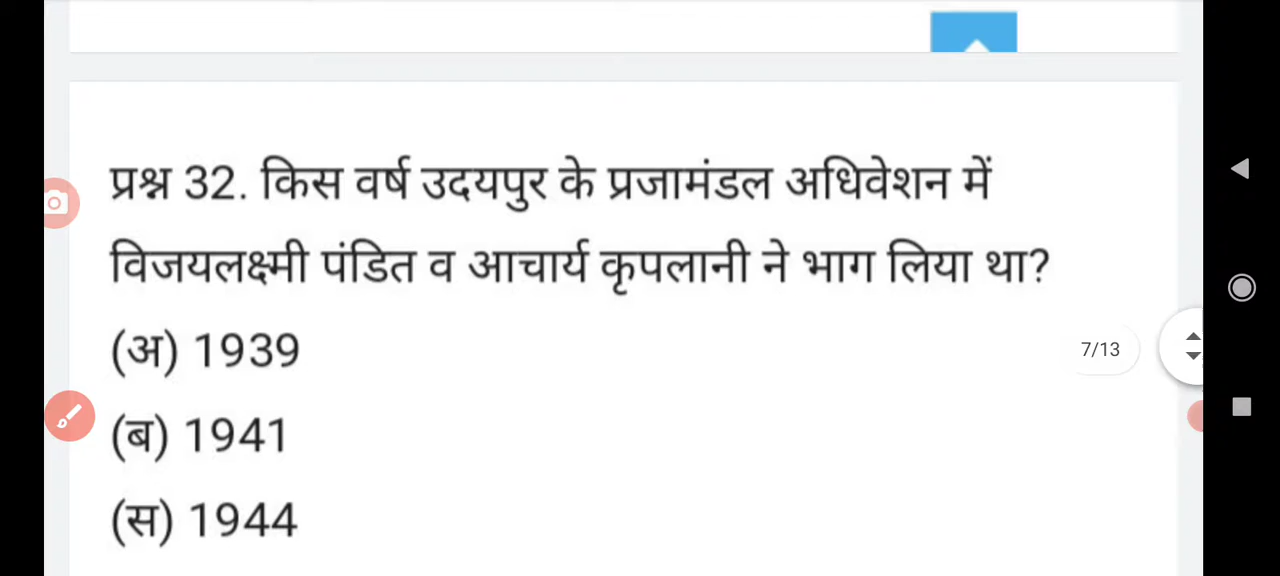 प्रश्न 32. किस वर्ष उदयपुर के प्रजामंडल अधिवेशन में
विजयलक्ष्मी पंडित व आचार्य कृपलानी ने भाग लिया था?
(अ) 1939
7/13
(ब) 1941
(स) 1944